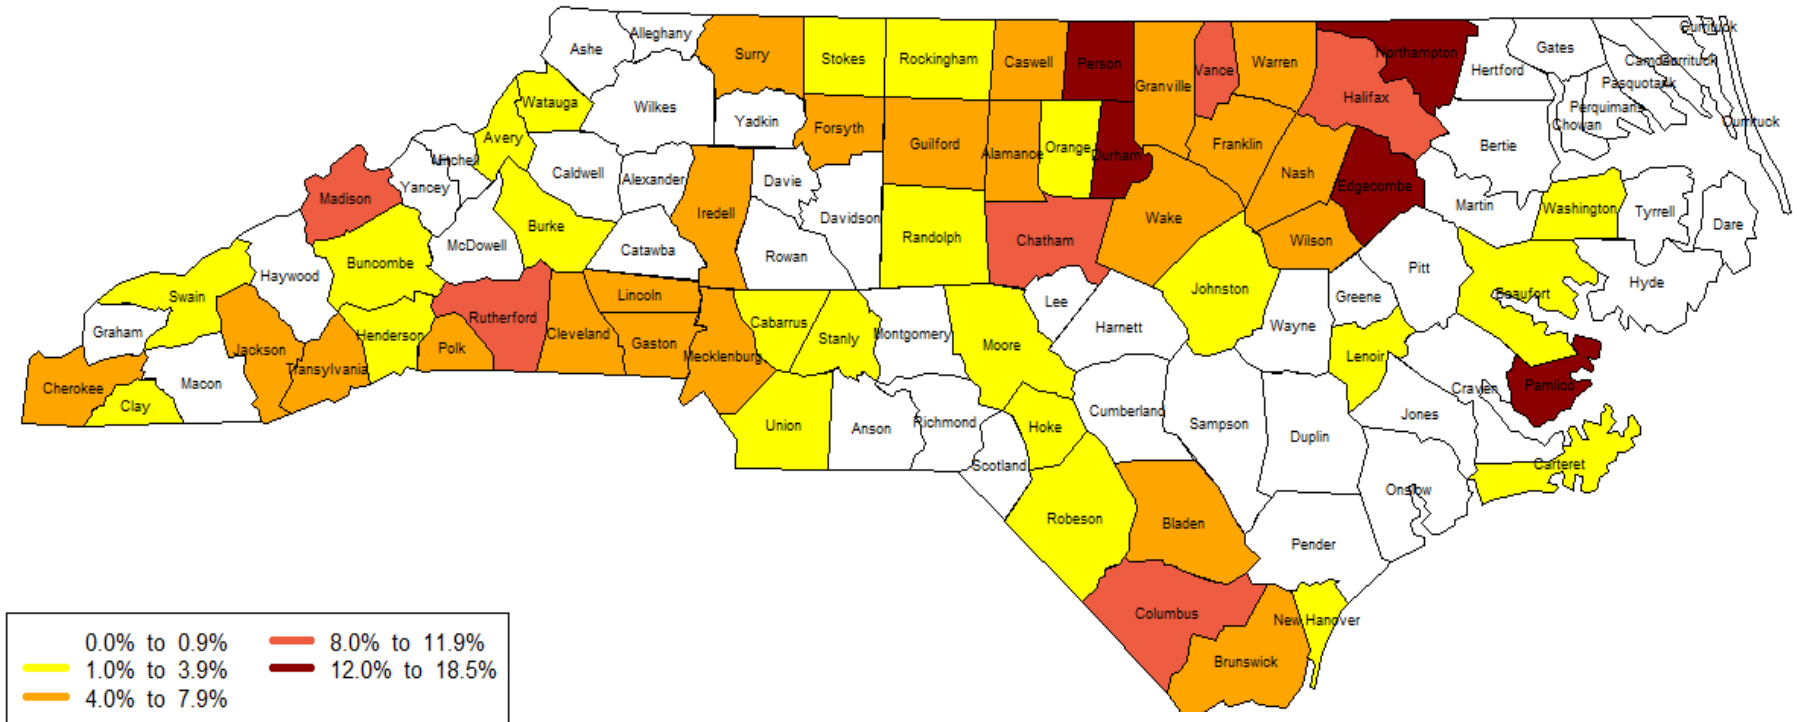 Currituck
Alleghany
Ashe
Gates
Surry
Stokes
Rockingham
Caswell
Person
Northampton
Camden
Currituck
Warren
Vance
Hertford
Granville
Pasquotank
Halifax
Watauga
Wilkes
Perquimans
Yadkin
Forsyth
Chowan
Currituck
Avery
Guilford
Franklin
Bertie
Alamance
Orange
Durham
Mitchell
Caldwell
Nash
Alexander
Davie
Yancey
Edgecombe
Madison
Martin
Washington
Tyrrell
Iredell
Davidson
Wake
Dare
Burke
Randolph
Chatham
Wilson
McDowell
Catawba
Rowan
Buncombe
Pitt
Haywood
Hyde
Swain
Johnston
Lincoln
Greene
Beaufort
Lee
Rutherford
Cabarrus
Harnett
Wayne
Graham
Henderson
Cleveland
Stanly
Montgomery
Gaston
Moore
Jackson
Polk
Mecklenburg
Lenoir
Transylvania
Macon
Cherokee
Craven
Pamlico
Clay
Cumberland
Jones
Union
Anson
Richmond
Hoke
Sampson
Duplin
Scotland
Carteret
Onslow
Robeson
Bladen
Pender
Columbus
New Hanover
Brunswick
0.0% to 0.9%
8.0% to 11.9%
1.0% to 3.9%
12.0% to 18.5%
4.0% to 7.9%